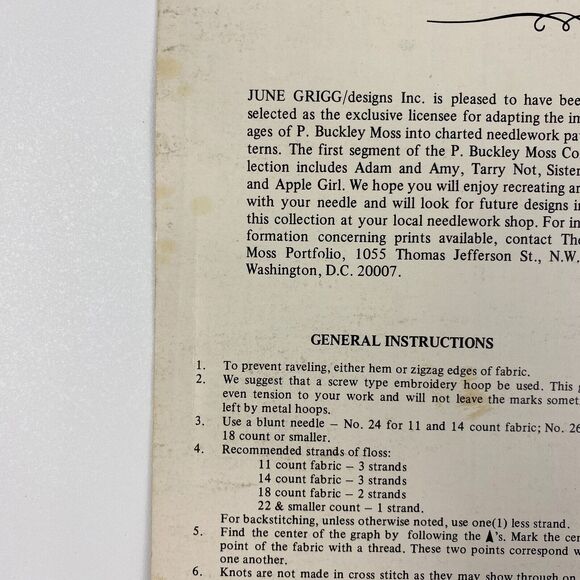 JUNE GRIGG/designs Inc. is pleased to have been
selected as the exclusive licensee for adapting the im
ages of P. Buckley Moss into charted needlework pat
terns. The first segment of the P. Buckley Moss Co
lection includes Adam and Amy, Tarry Not, Sister
and Apple Girl. We hope you will enjoy recreating ar
with your needle and will look for future designs in
this collection at your local needlework shop. For in
formation concerning prints available, contact The
Moss Portfolio, 1055 Thomas Jefferson St., N.W.
Washington, D.C. 20007.
GENERAL INSTRUCTIONS
1. To prevent raveling, either hem or zigzag edges of fabric.
2. We suggest that a screw type embroidery hoop be used. This g
even tension to your work and will not leave the marks somet
left by metal hoops.
3. Use a blunt needle – No. 24 for 11 and 14 count fabric; No. 26
18 count or smaller.
4. Recommended strands of floss:
11 count fabric – 3 strands
14 count fabric – 3 strands
18 count fabric – 2 strands
22 & smaller count – 1 strand.
For backstitching, unless otherwise noted, use one(1) less strand.
5. Find the center of the graph by following the ▲'s. Mark the cen
point of the fabric with a thread. These two points correspond w
one another.
6. Knots are not made in cross stitch as they may show through on